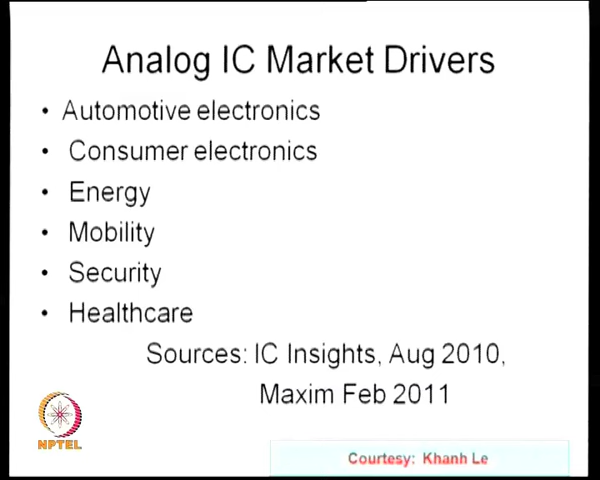 Analog IC Market Drivers
• Automotive electronics
• Consumer electronics
• Energy
• Mobility
• Security
• Healthcare
Sources: IC Insights, Aug 2010,
Maxim Feb 2011
NPTEL
Courtesy: Khanh Le